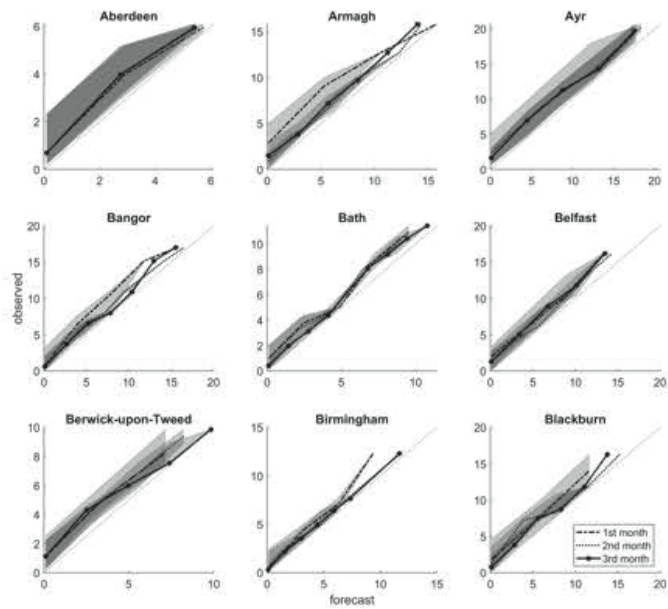 Aberdeen Armagh Ayr
6 15 20
4 10 15
2 5 10
0 0 5
0
0 2 4 6 0 5 10 15 0 5 10 15 20
Bangor Bath Belfast
20 10 20
15 8 15
10 6 10
5 4 5
0 2 0
0
0 5 10 15 20 0 5 10 0 5 10 15 20
observed
Berwick-upon-Tweed Birmingham Blackburn
10 15 20
8 10 15
6 5 10
4 0 5
2 0
0
0 5 10 0 5 10 15 0 5 10 15 20
1st month
2nd month
3rd month
forecast